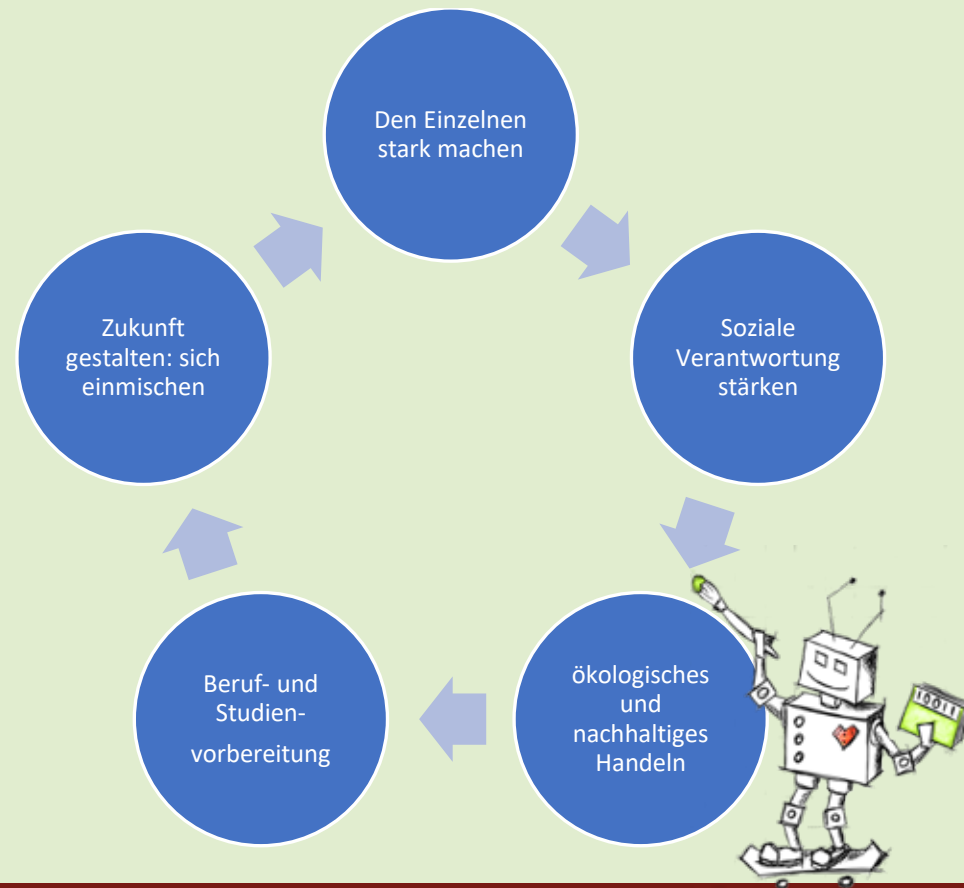 Den Einzelnen
stark machen
Soziale
Verantwortung
stärken
ökologisches
und
nachhaltiges
Handeln
Beruf- und
Studien-
vorbereitung
Zukunft
gestalten: sich
einmischen
10011